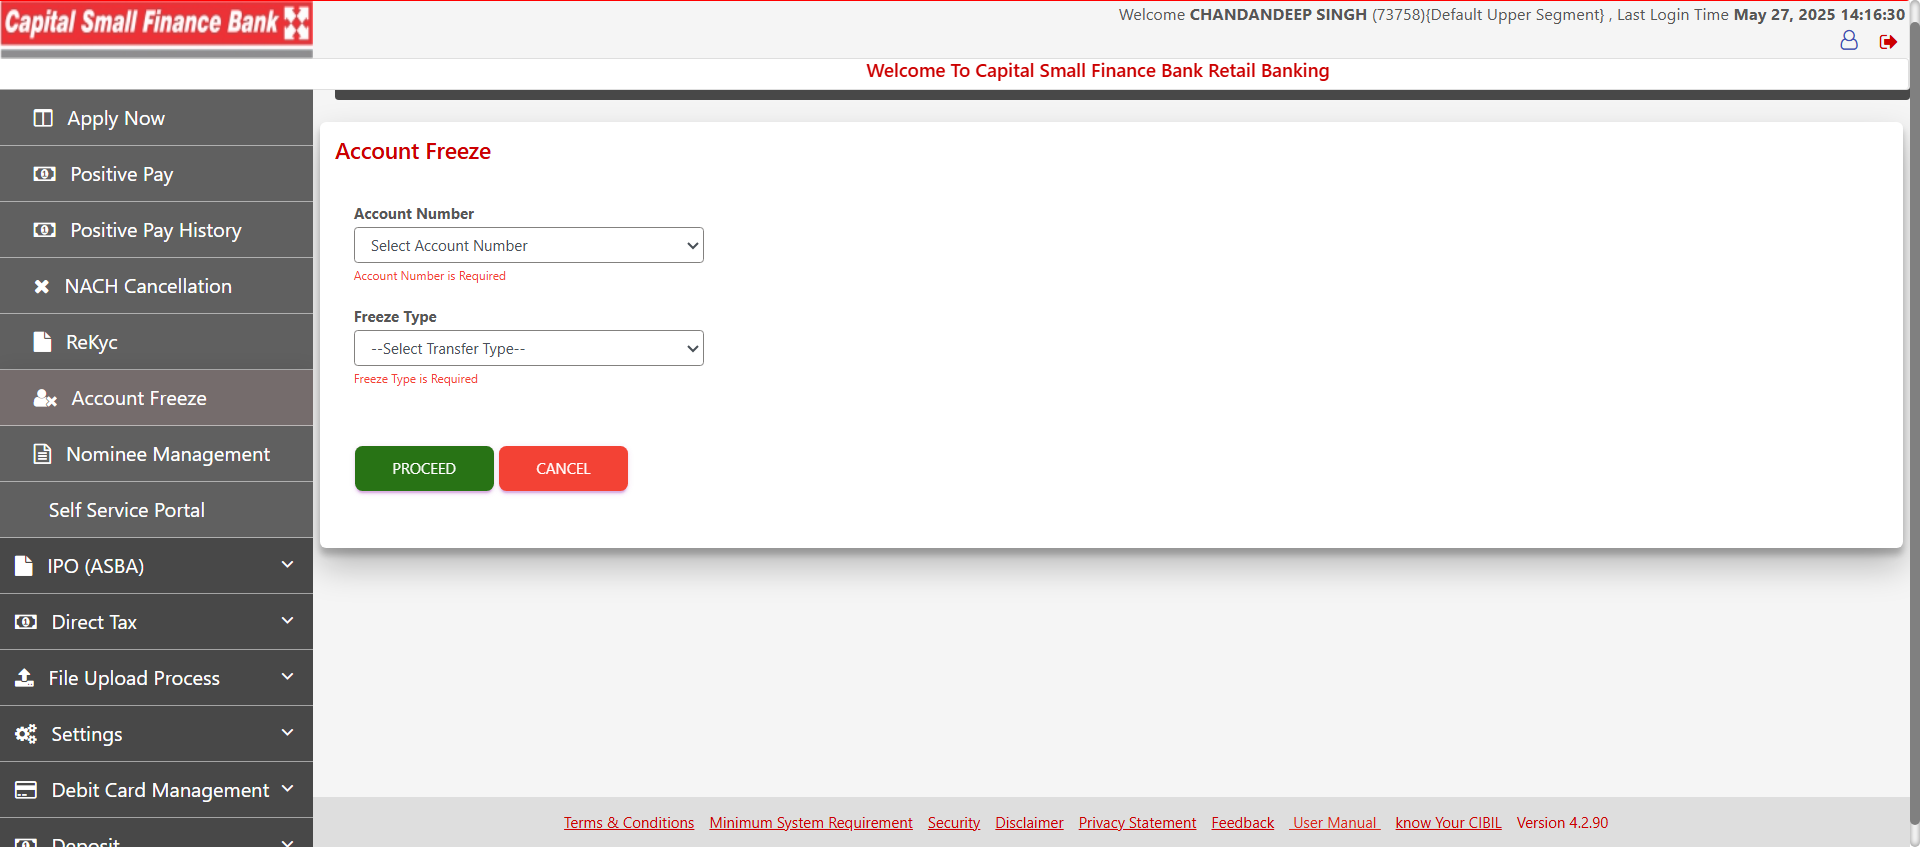 Capital Small Finance Bank
Welcome CHANDANDEEP SINGH (73758){Default Upper Segment} , Last Login Time May 27, 2025 14:16:30
Welcome To Capital Small Finance Bank Retail Banking
Apply Now
Positive Pay
Positive Pay History
NACH Cancellation
ReKyc
Account Freeze
Nominee Management
Self Service Portal
IPO (ASBA)
Direct Tax
File Upload Process
Settings
Debit Card Management
Deposit
Account Freeze
Account Number
Select Account Number
Account Number is Required
Freeze Type
--Select Transfer Type--
Freeze Type is Required
PROCEED CANCEL
Terms & Conditions Minimum System Requirement Security Disclaimer Privacy Statement Feedback User Manual know Your CIBIL Version 4.2.90